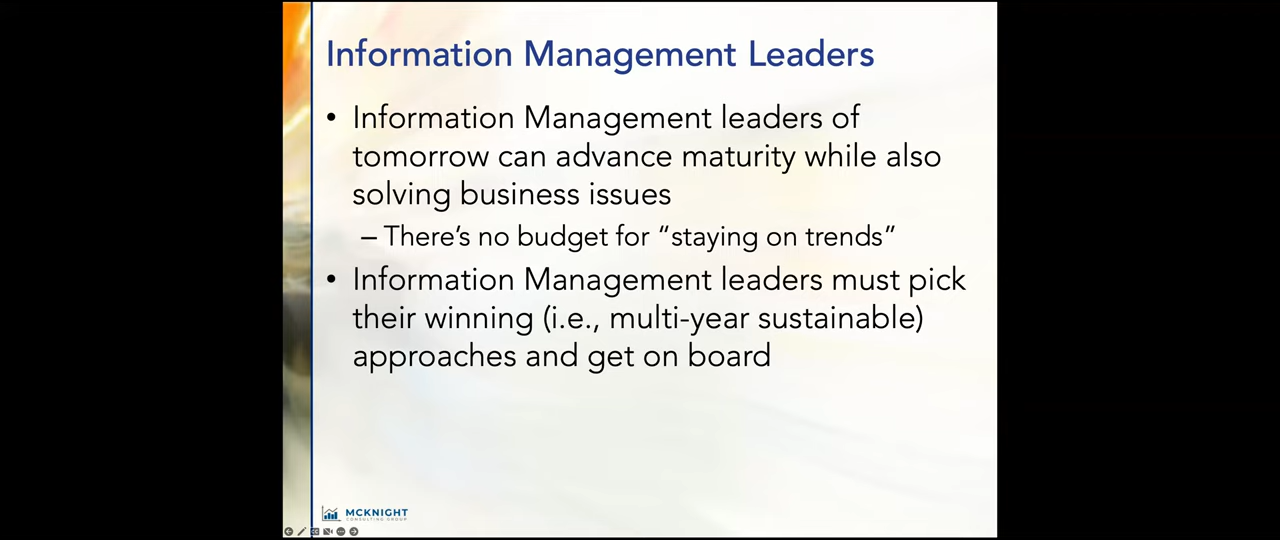 Information Management Leaders
• Information Management leaders of
tomorrow can advance maturity while also
solving business issues
– There’s no budget for “staying on trends”
• Information Management leaders must pick
their winning (i.e., multi-year sustainable)
approaches and get on board
MCKNIGHT
CONSULTING GROUP